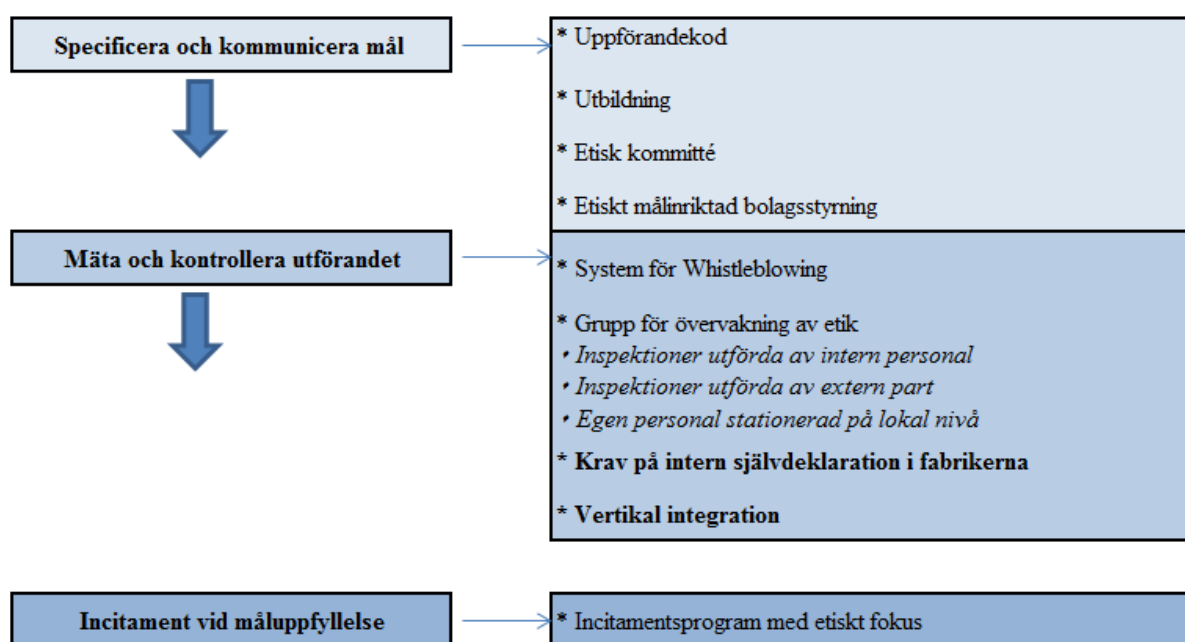 Specificera och kommunicera mål
* Uppförandekod
* Utbildning
* Etisk kommitté
* Etiskt målinriktad bolagsstyrning
Mäta och kontrollera utförandet
* System för Whistleblowing
* Grupp för övervakning av etik
• Inspektioner utförda av intern personal
• Inspektioner utförda av extern part
• Egen personal stationerad på lokal nivå
* Krav på intern självdeklaration i fabrikerna
* Vertikal integration
Incitament vid måluppfyllelse
* Incitamentsprogram med etiskt fokus